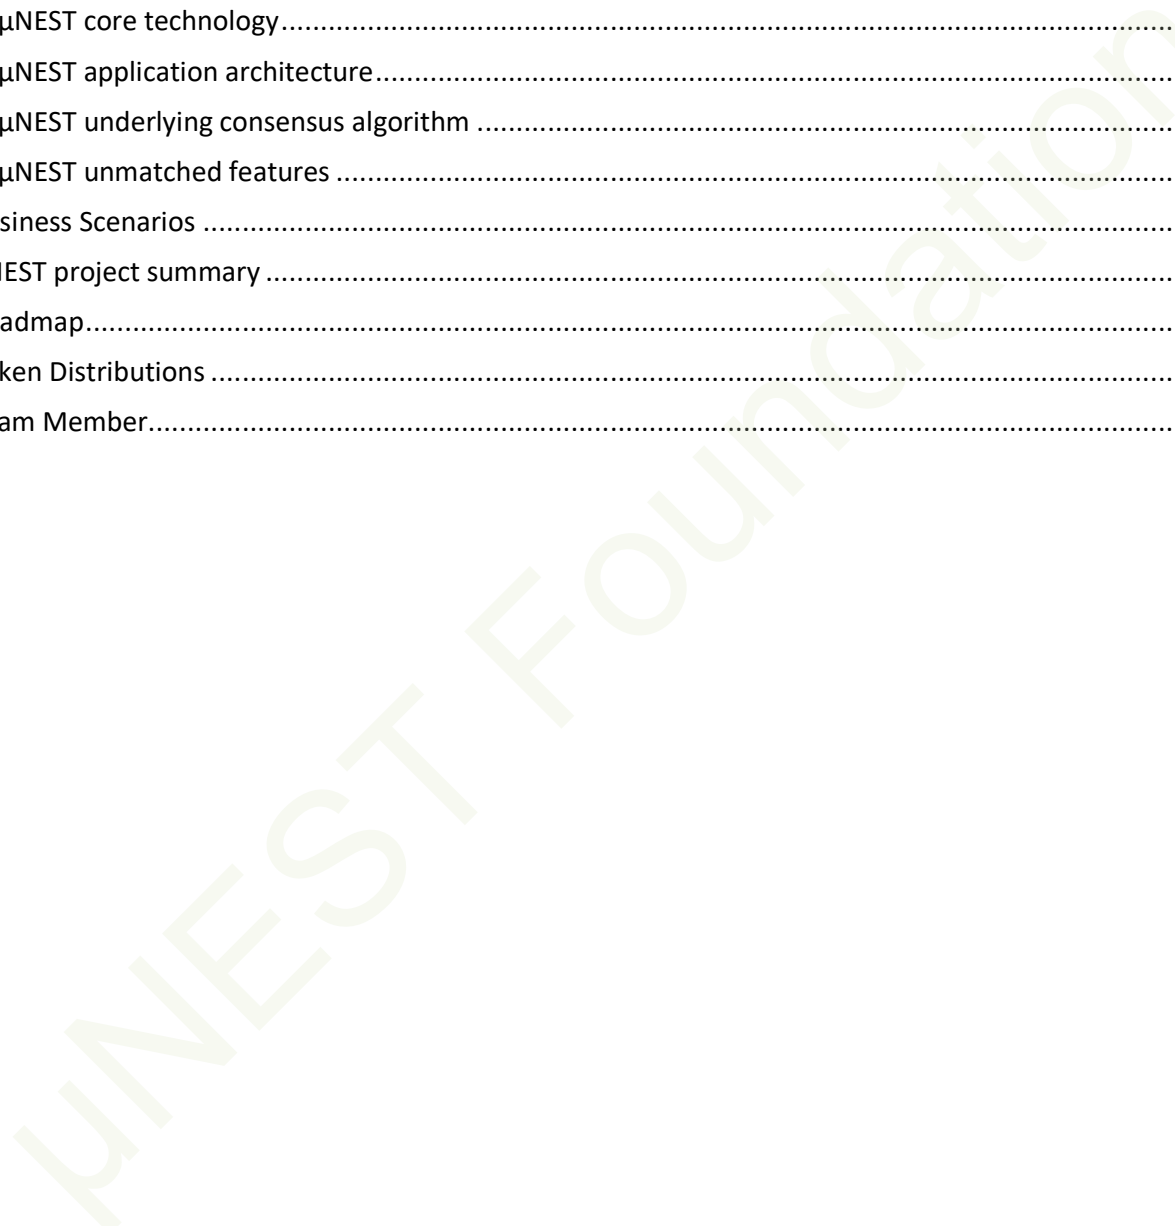 µNEST core technology........................................................................................................
µNEST application architecture........................................................................................
µNEST underlying consensus algorithm ..........................................................................
µNEST unmatched features ..............................................................................................
siness Scenarios ................................................................................................................
IEST project summary ......................................................................................................
admap................................................................................................................................
ken Distributions ..............................................................................................................
am Member........................................................................................................................
µNEST Foundation